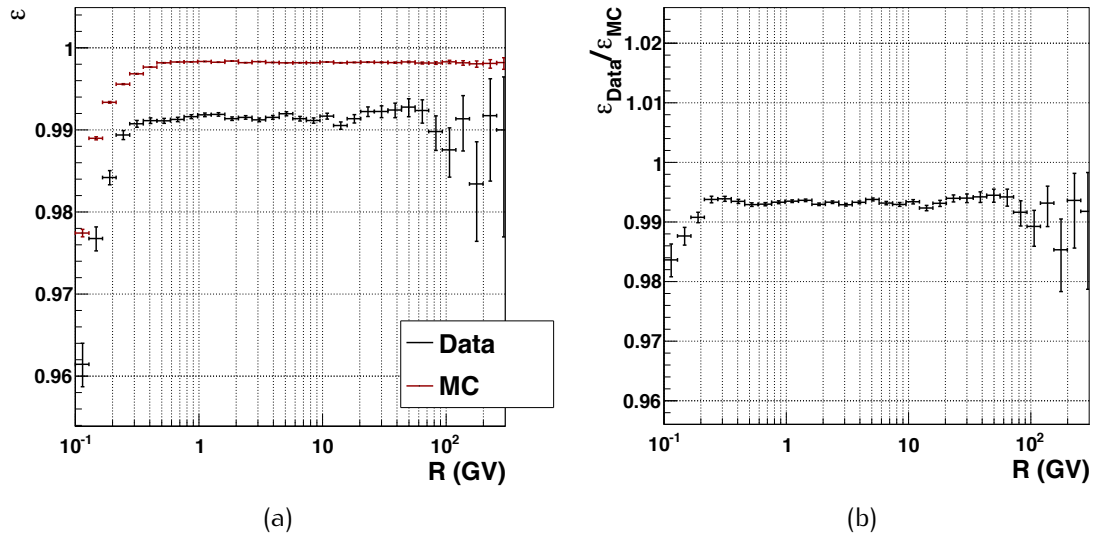 ε
1
0.99
0.98
0.97
0.96
Data
MC
10⁻¹ 1 10 10²
R (GV)
(a)
ε_Data/ε_MC
1.02
1.01
1
0.99
0.98
0.97
0.96
10⁻¹ 1 10 10²
R (GV)
(b)